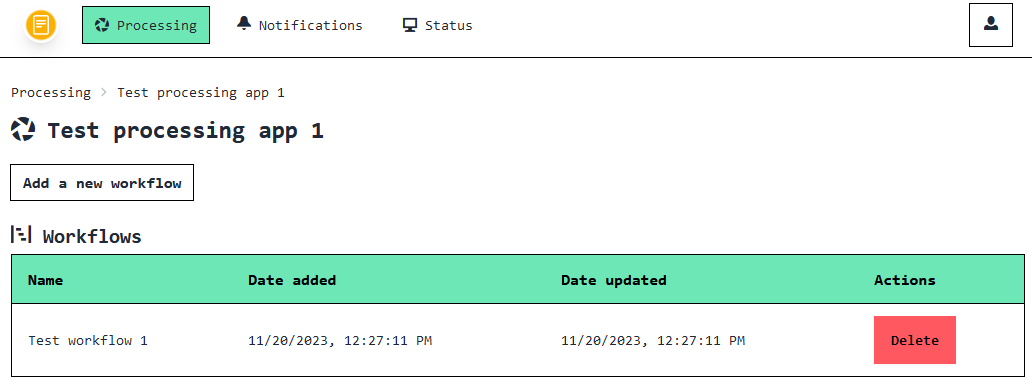 Processing Notifications Status
Processing > Test processing app 1
Test processing app 1
Add a new workflow
Workflows
Name Date added Date updated Actions
Test workflow 1 11/20/2023, 12:27:11 PM 11/20/2023, 12:27:11 PM Delete